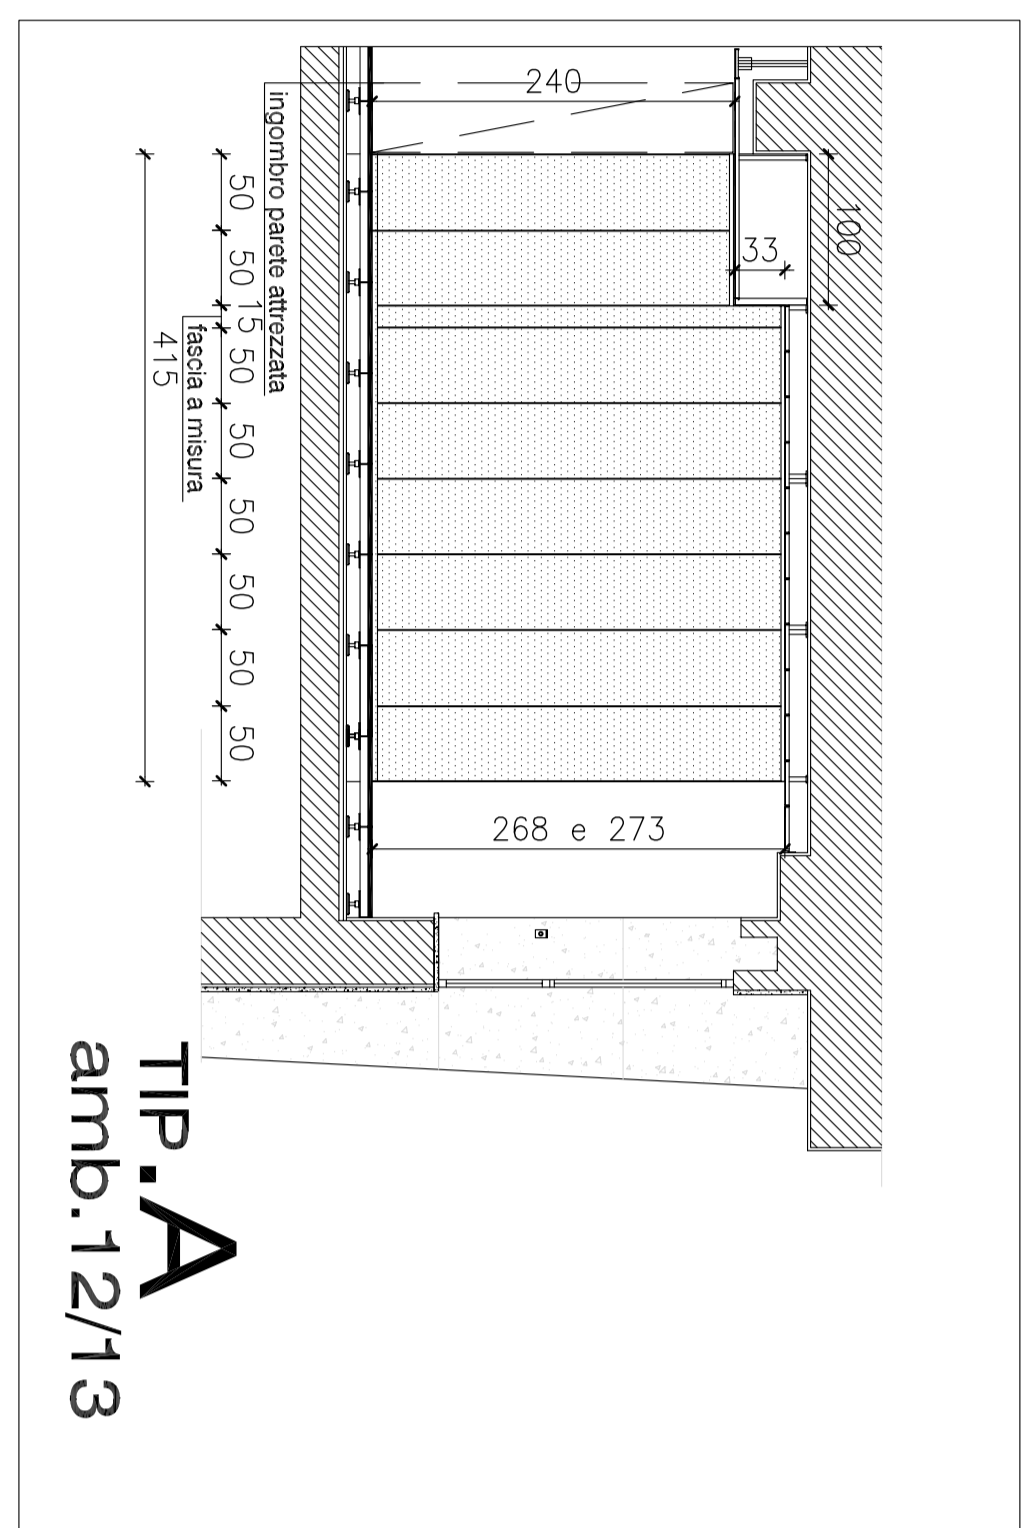 240
100
33
268 e 273
ingombro parete attrezzata
50 50 15 50 50 50 50 50 50
fascia a misura
415
TIP.A
amb.12/13